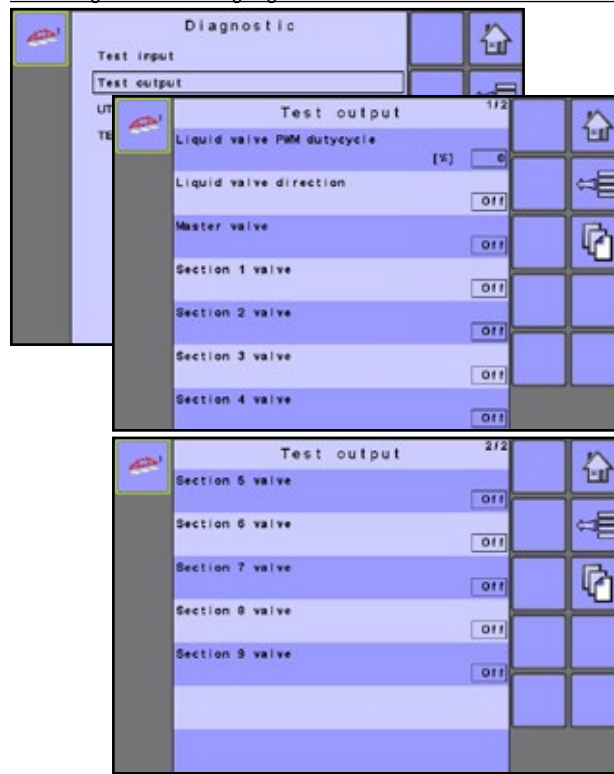 Diagnostic
Test input
Test output
UT
TE
Test output 1/2
Liquid valve PWM dutycycle
[%] 0
Liquid valve direction
Off
Master valve
Off
Section 1 valve
Off
Section 2 valve
Off
Section 3 valve
Off
Section 4 valve
Off
Test output 2/2
Section 5 valve
Off
Section 6 valve
Off
Section 7 valve
Off
Section 8 valve
Off
Section 9 valve
Off